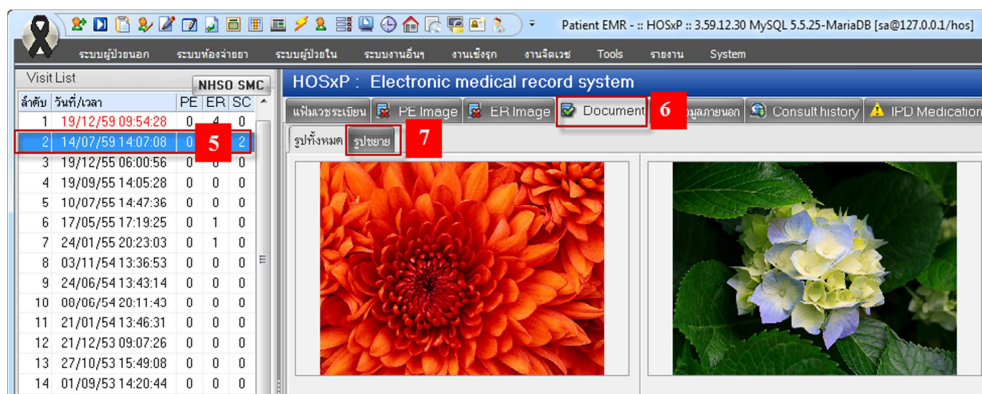 Patient EMR - :: HOSxP :: 3.59.12.30 MySQL 5.5.25-MariaDB [sa@127.0.0.1/hos]
ระบบผู้ป่วยนอก ระบบห้องจ่ายยา ระบบผู้ป่วยใน ระบบงานอื่นๆ งานเชิงรุก งานจิตเวช Tools รายงาน System
Visit List
NHSO SMC
HOSxP : Electronic medical record system
ลำดับ วันที่/เวลา PE ER SC
แฟ้มเวชระเบียน PE Image ER Image Document 6 มูลภายนอก Consult history IPD Medication
1 19/12/59 09:54:28 0 4 0
2 14/07/59 14:07:08 0 5 2
รูปทั้งหมด รูปขยาย 7
3 19/12/55 06:00:56 0 0 0
4 19/09/55 14:05:28 0 0 0
5 10/07/55 14:47:36 0 0 0
6 17/05/55 17:19:25 0 1 0
7 24/01/55 20:23:03 0 1 0
8 03/11/54 13:36:53 0 0 0
9 24/06/54 13:43:14 0 0 0
10 00/06/54 20:11:43 0 0 0
11 21/01/54 13:46:31 0 0 0
12 21/12/53 09:07:26 0 0 0
13 27/10/53 15:49:08 0 0 0
14 01/09/53 14:20:44 0 0 0